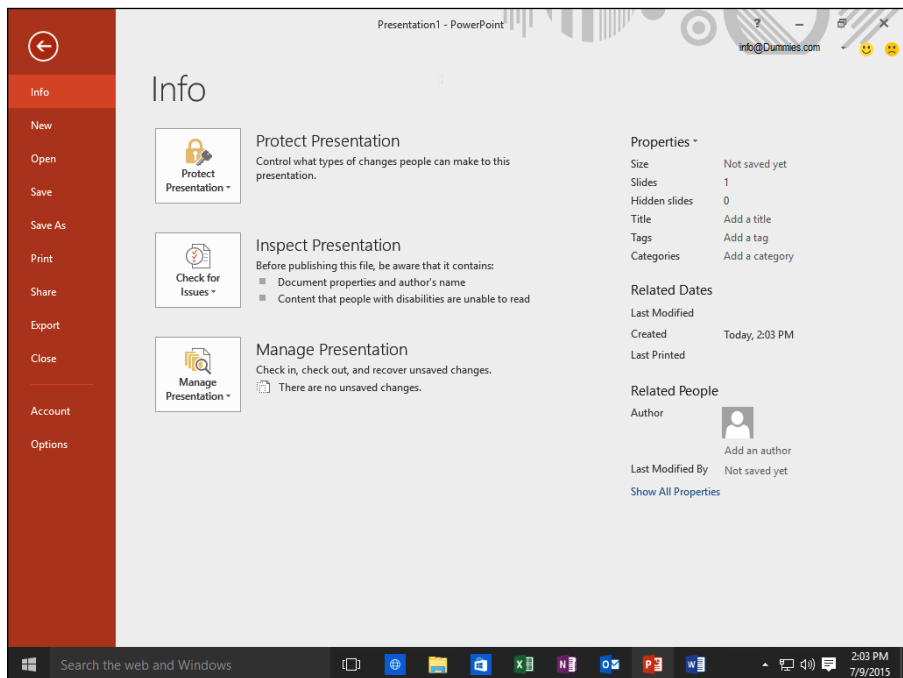 Presentation1 - PowerPoint
?
info@Dummies.com
Info
New
Open
Save
Save As
Print
Share
Export
Close
Account
Options
Info
Protect
Presentation
Protect Presentation
Control what types of changes people can make to this
presentation.
Check for
Issues
Inspect Presentation
Before publishing this file, be aware that it contains:
Document properties and author's name
Content that people with disabilities are unable to read
Manage
Presentation
Manage Presentation
Check in, check out, and recover unsaved changes.
There are no unsaved changes.
Properties
Size Not saved yet
Slides 1
Hidden slides 0
Title Add a title
Tags Add a tag
Categories Add a category
Related Dates
Last Modified
Created Today, 2:03 PM
Last Printed
Related People
Author
Add an author
Last Modified By Not saved yet
Show All Properties
Search the web and Windows
2:03 PM
7/9/2015